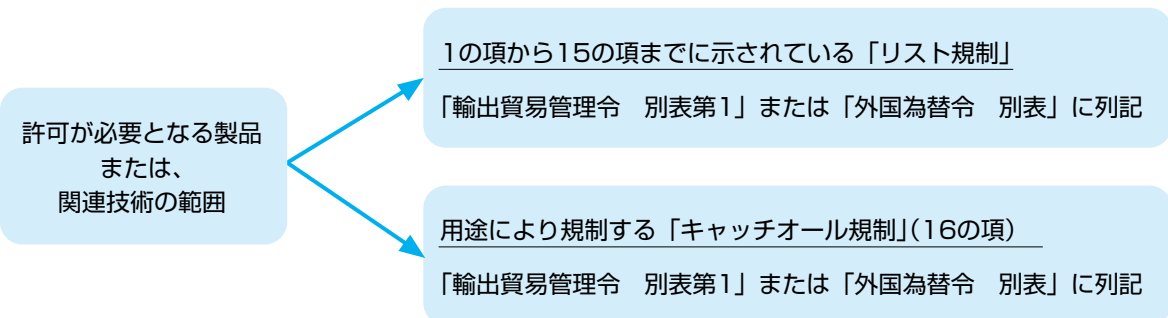 許可が必要となる製品
または、
関連技術の範囲
1の項から15の項までに示されている「リスト規制」
「輸出貿易管理令　別表第1」または「外国為替令　別表」に列記
用途により規制する「キャッチオール規制」(16の項)
「輸出貿易管理令　別表第1」または「外国為替令　別表」に列記